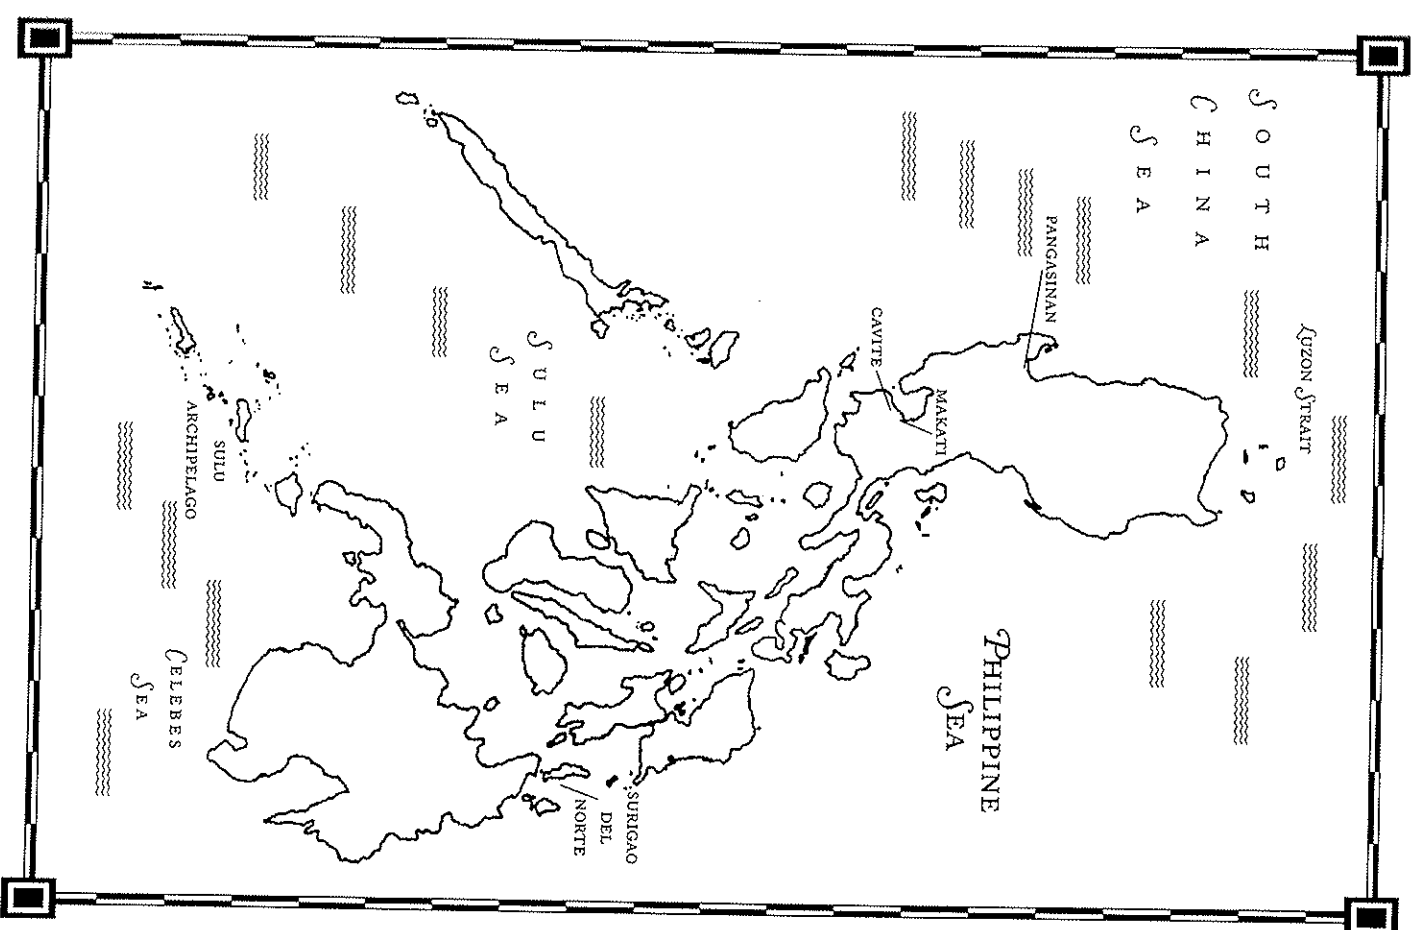 LUZON STRAIT
SOUTH
CHINA
SEA
PANGASINAN
MAKATI
CAVITE
PHILIPPINE
SEA
SULU
SEA
SURIGAO
DEL
NORTE
SULU
ARCHIPELAGO
CELEBES
SEA